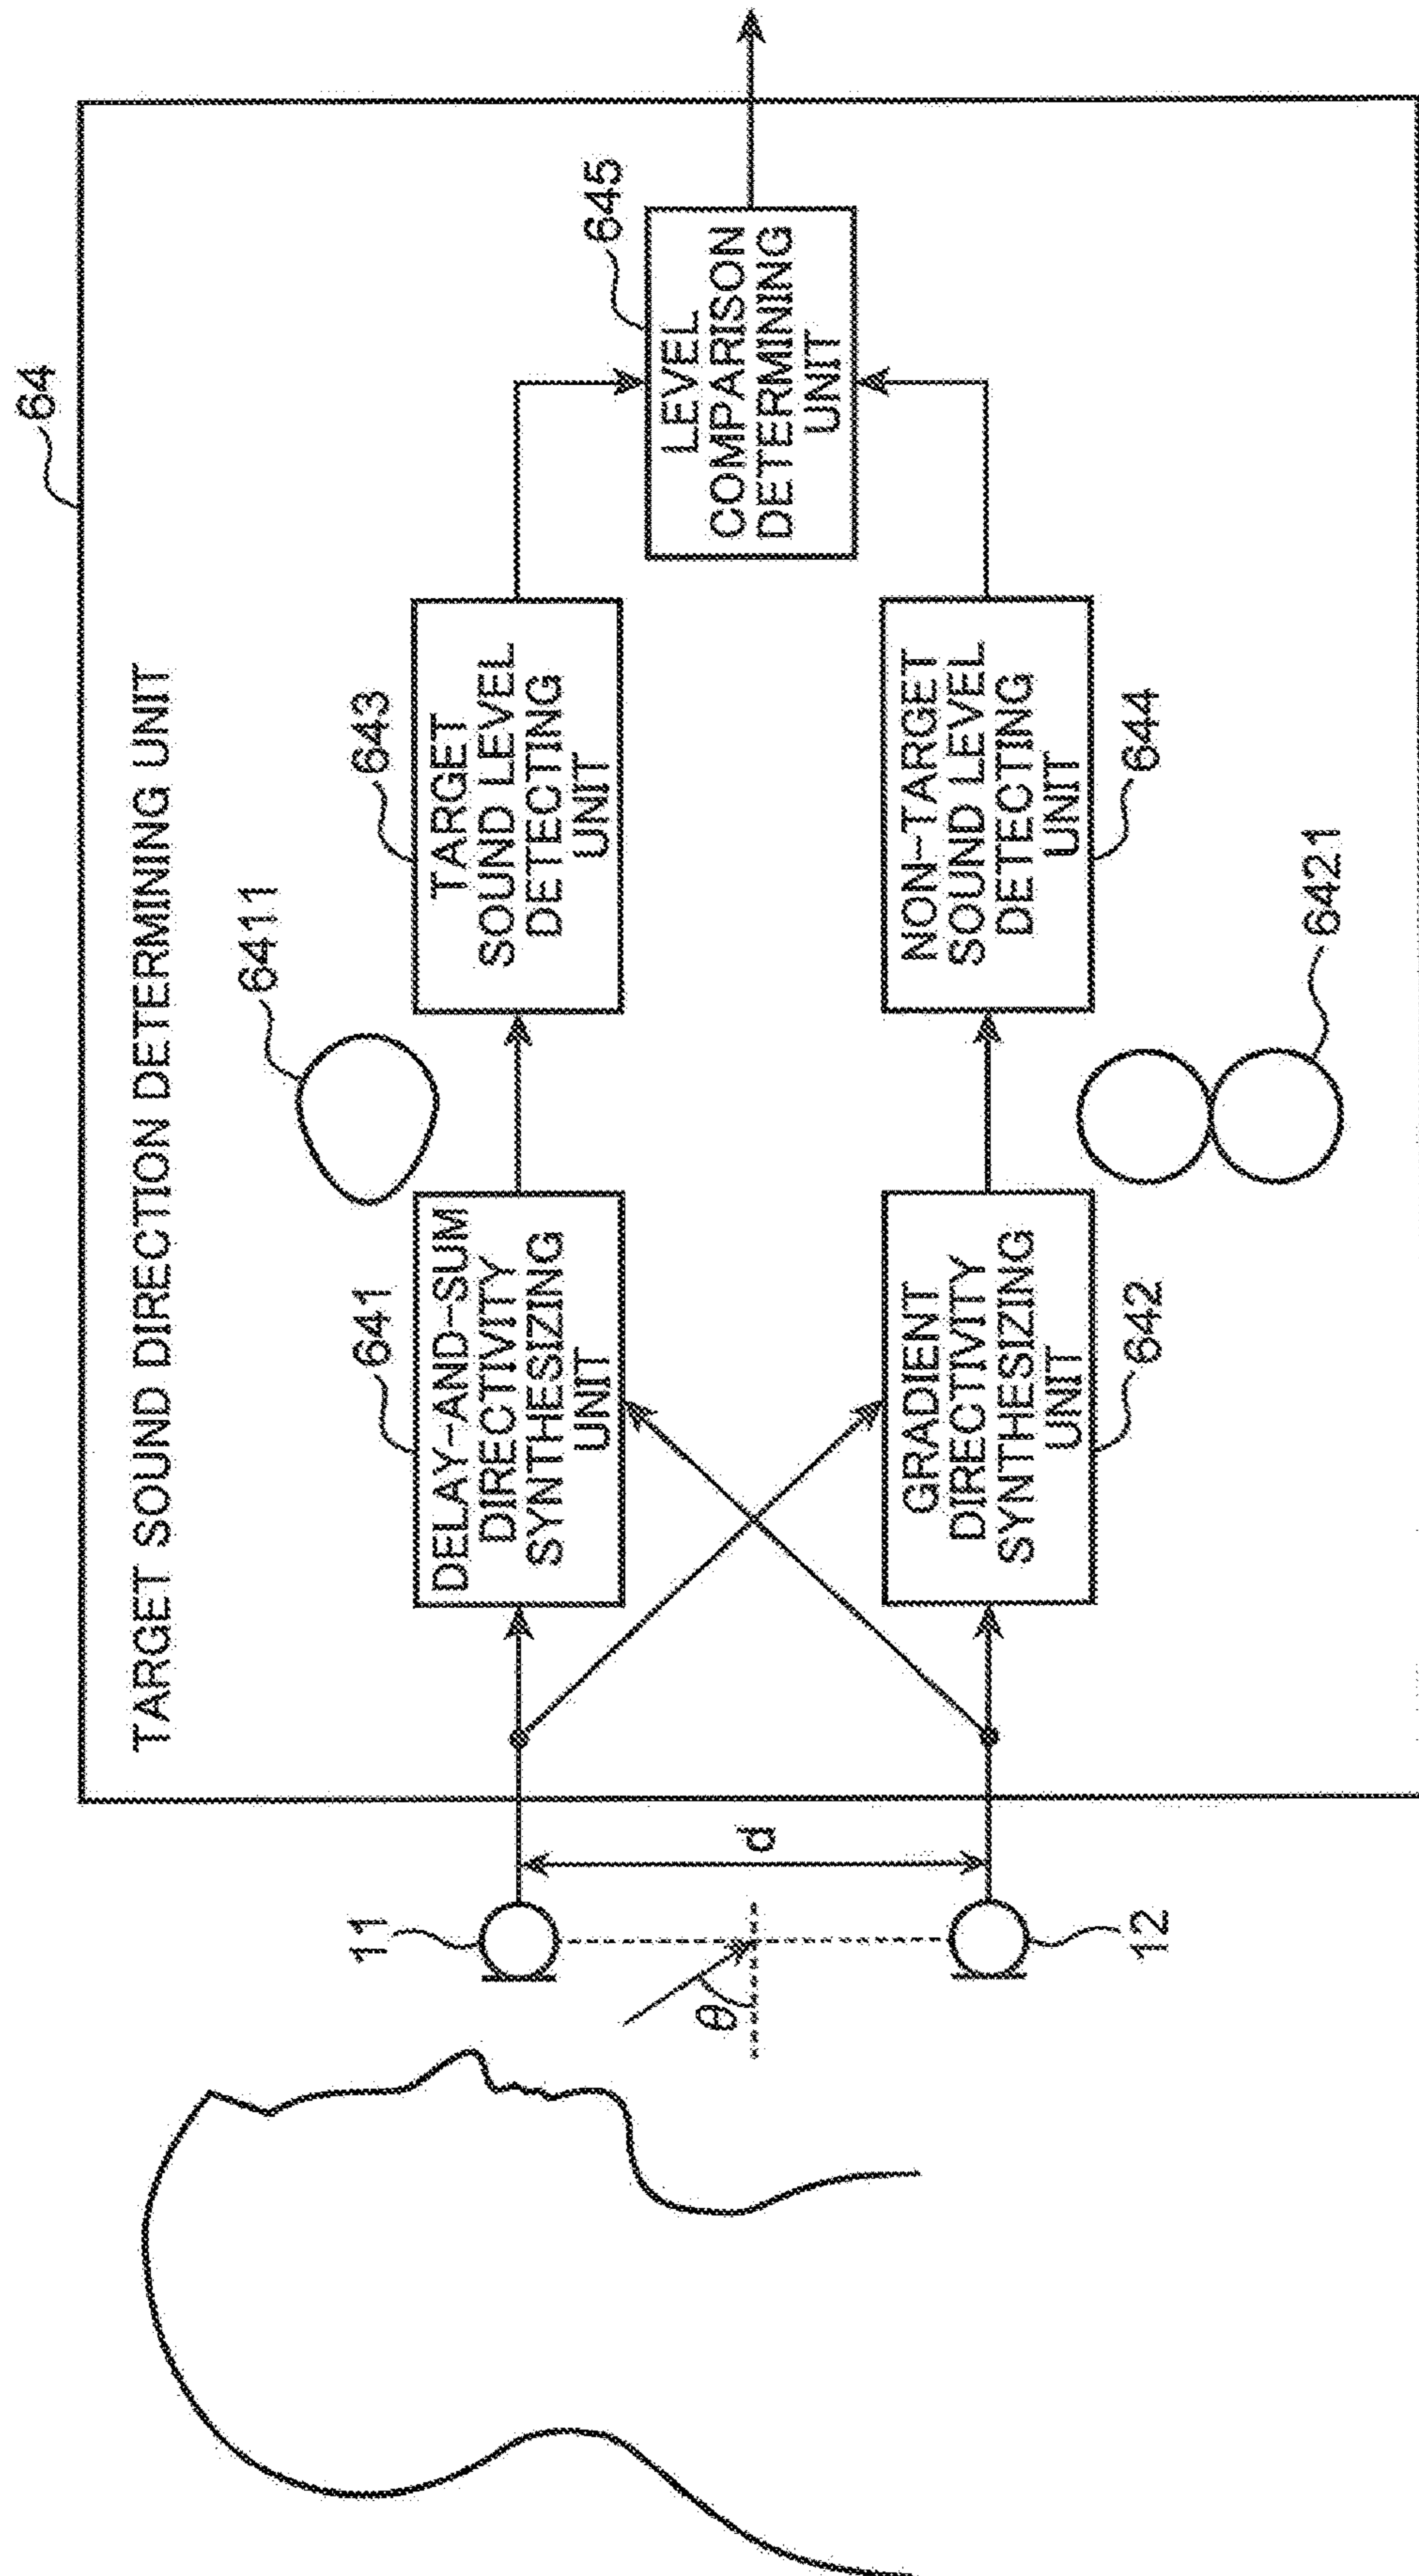 64
TARGET SOUND DIRECTION DETERMINING UNIT
11
12
d
θ
641
DELAY-AND-SUM
DIRECTIVITY
SYNTHESIZING
UNIT
6411
643
TARGET
SOUND LEVEL
DETECTING
UNIT
645
LEVEL
COMPARISON
DETERMINING
UNIT
GRADIENT
DIRECTIVITY
SYNTHESIZING
UNIT
642
NON-TARGET
SOUND LEVEL
DETECTING
UNIT
644
6421